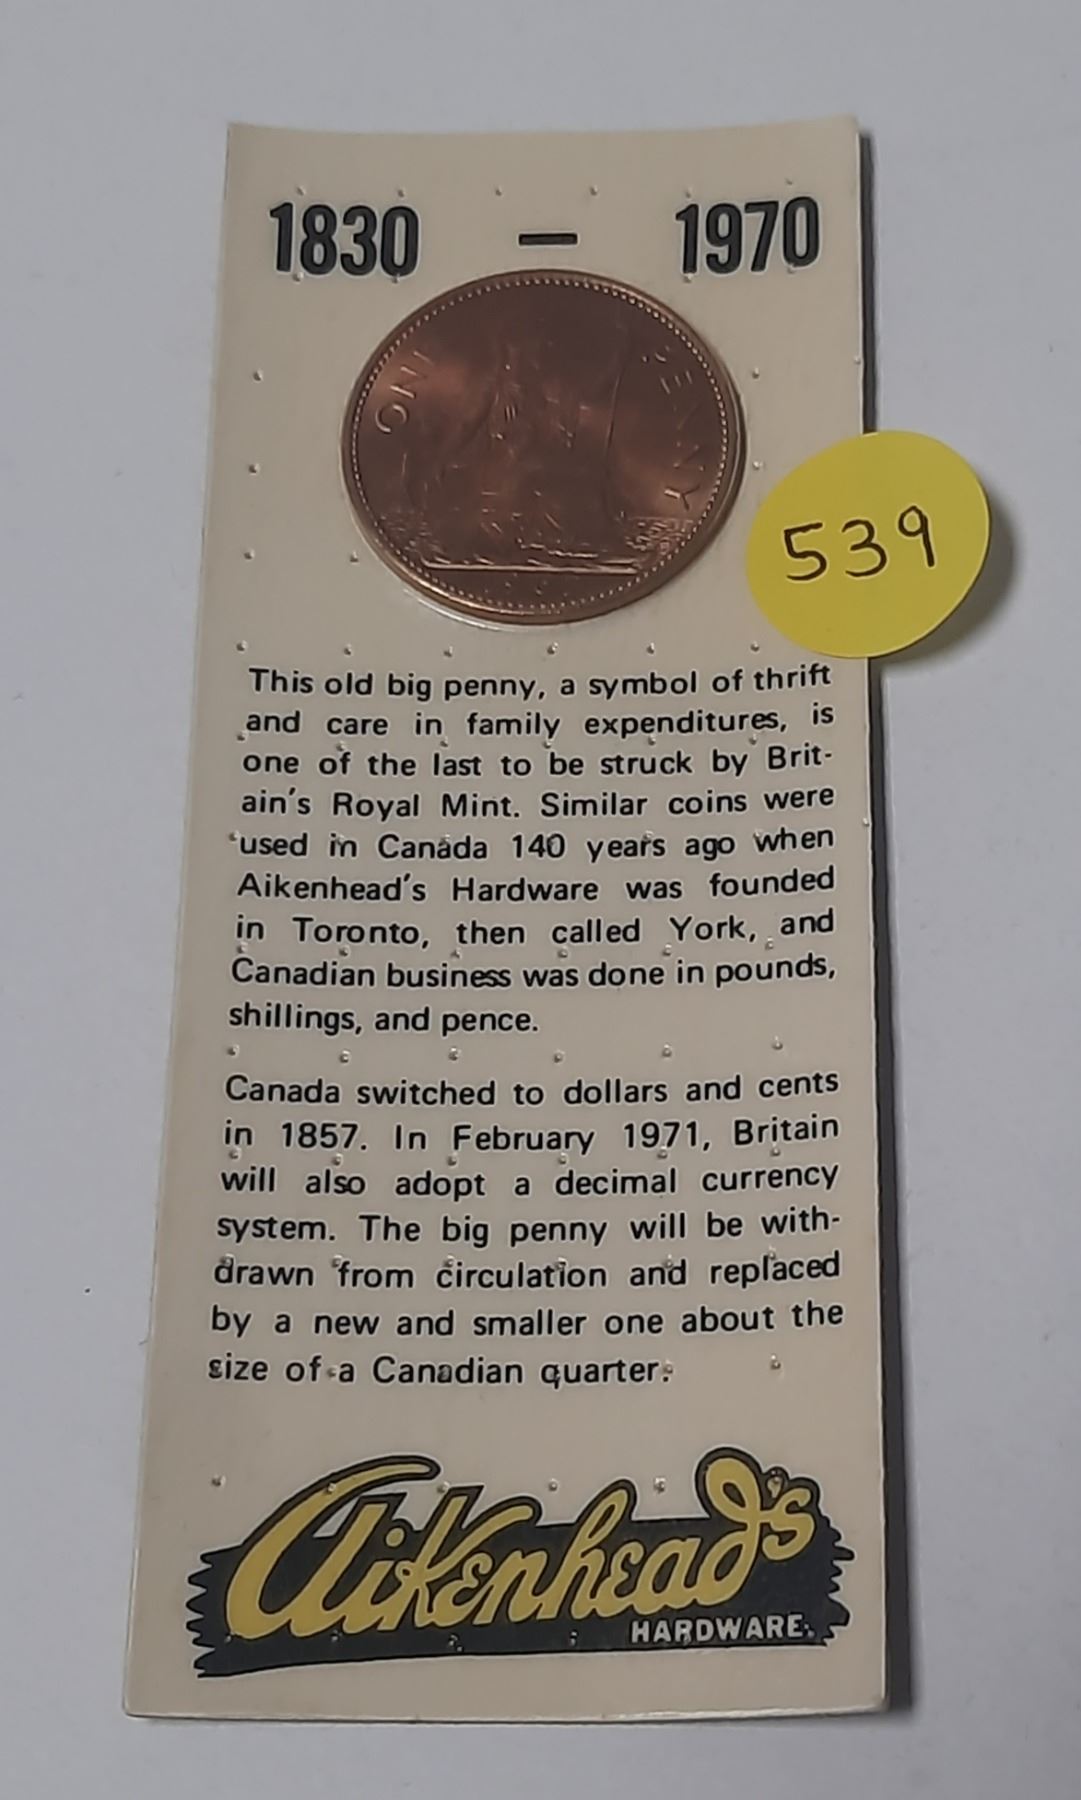 1830 — 1970
ONE PENNY
539
This old big penny, a symbol of thrift
and care in family expenditures, is
one of the last to be struck by Brit-
ain's Royal Mint. Similar coins were
used in Canada 140 years ago when
Aikenhead's Hardware was founded
in Toronto, then called York, and
Canadian business was done in pounds,
shillings, and pence.
Canada switched to dollars and cents
in 1857. In February 1971, Britain
will also adopt a decimal currency
system. The big penny will be with-
drawn from circulation and replaced
by a new and smaller one about the
size of a Canadian quarter.
Aikenhead's
HARDWARE